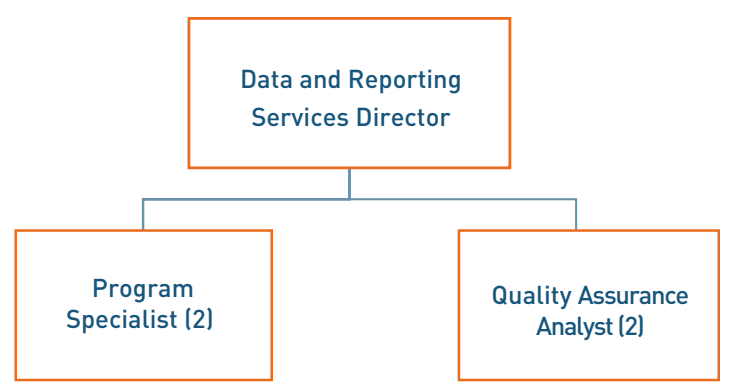 Data and Reporting
Services Director
Program
Specialist (2)
Quality Assurance
Analyst (2)